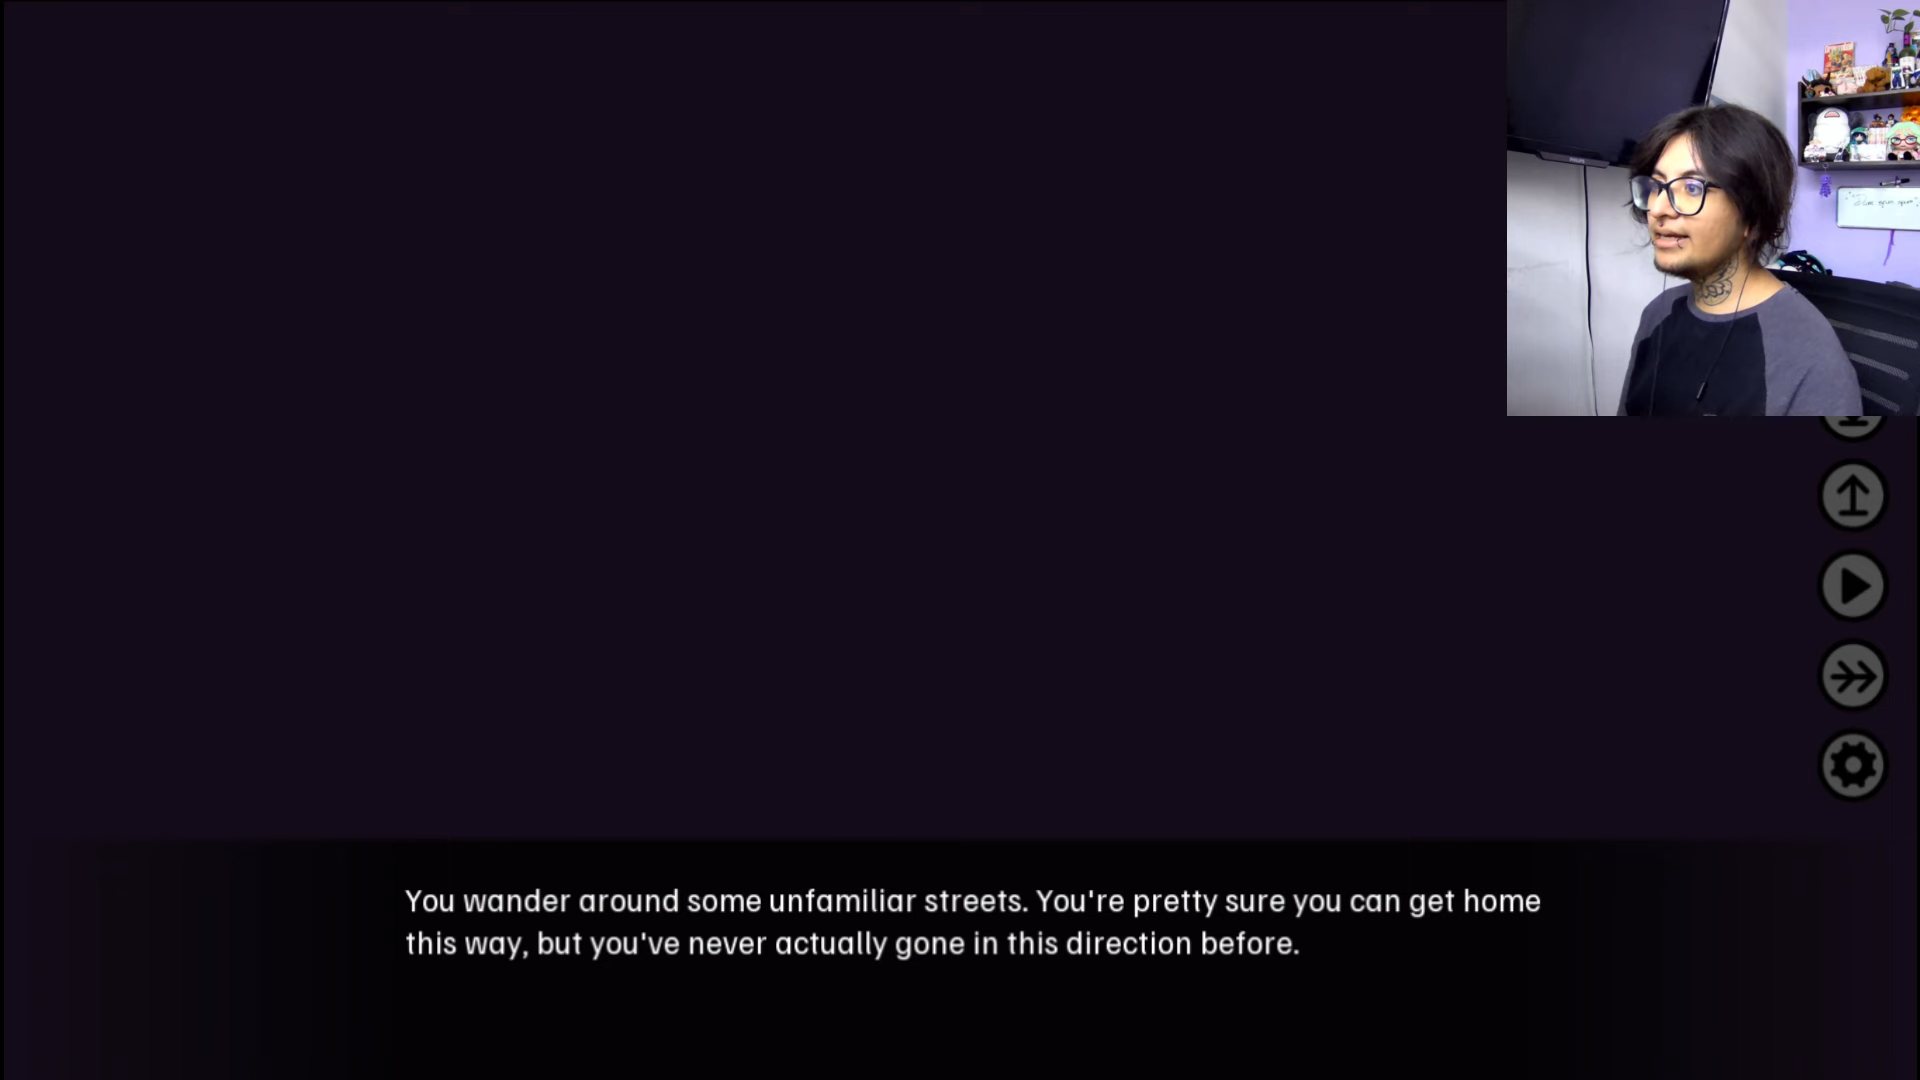 You wander around some unfamiliar streets. You're pretty sure you can get home
this way, but you've never actually gone in this direction before.